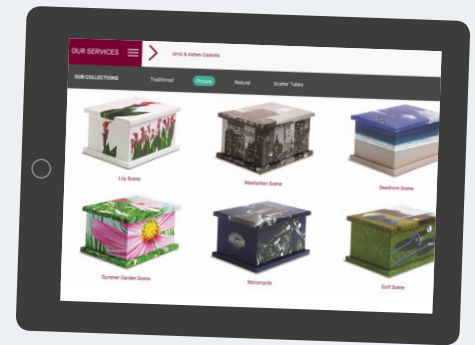 OUR SERVICES
Urns & Ashes Caskets
OUR COLLECTIONS Traditional Picture Natural Scatter Tubes
Lily Scene Manhattan Scene Seashore Scene
Summer Garden Scene Motorcycle Golf Scene